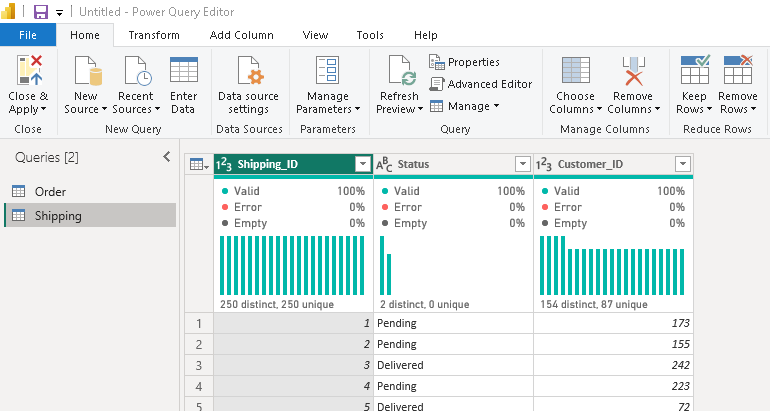 Untitled - Power Query Editor
File Home Transform Add Column View Tools Help
Close & Apply
New Source
Recent Sources
Enter Data
Data source settings
Manage Parameters
Refresh Preview
Properties
Advanced Editor
Manage
Choose Columns
Remove Columns
Keep Rows
Remove Rows
Close New Query Data Sources Parameters Query Manage Columns Reduce Rows
Queries [2]
Order
Shipping
123 Shipping_ID ABC Status 123 Customer_ID
Valid 100% Valid 100% Valid 100%
Error 0% Error 0% Error 0%
Empty 0% Empty 0% Empty 0%
250 distinct, 250 unique 2 distinct, 0 unique 154 distinct, 87 unique
1 1 Pending 173
2 2 Pending 155
3 3 Delivered 242
4 4 Pending 223
5 5 Delivered 72